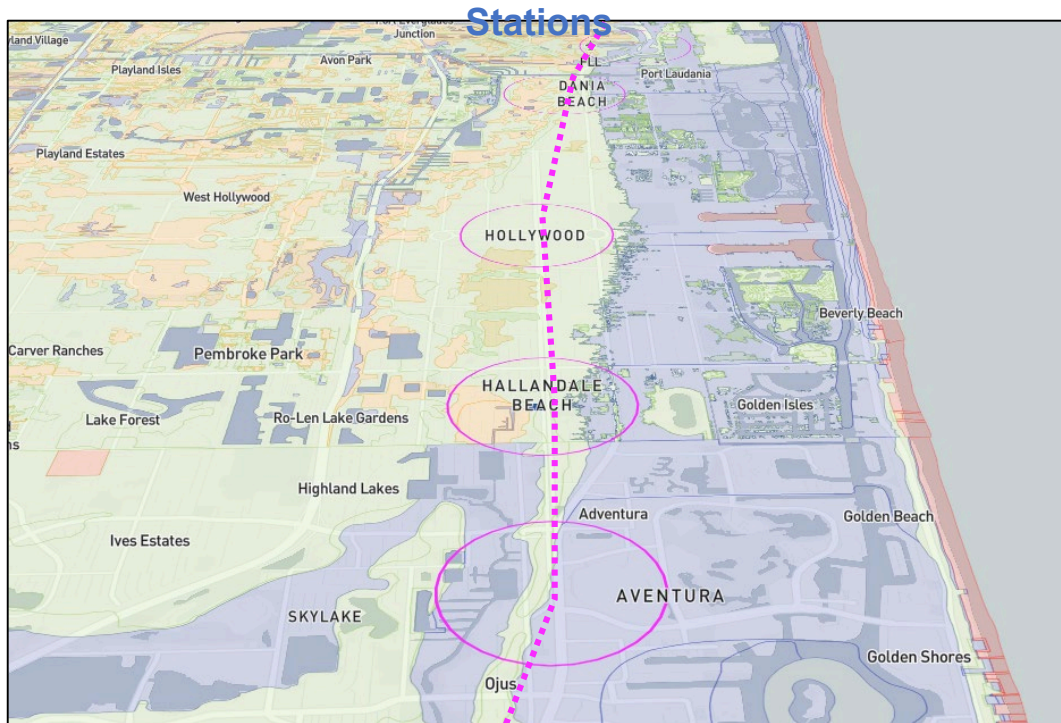 Stations
Junction
Playland Isles
Avon Park
FLL
Port Laudania
DANIA
BEACH
Playland Estates
West Hollywood
HOLLYWOOD
Beverly Beach
Carver Ranches
Pembroke Park
HALLANDALE
BEACH
Lake Forest
Ro-Len Lake Gardens
Golden Isles
Highland Lakes
Adventura
Golden Beach
Ives Estates
AVENTURA
SKYLAKE
Golden Shores
Ojus